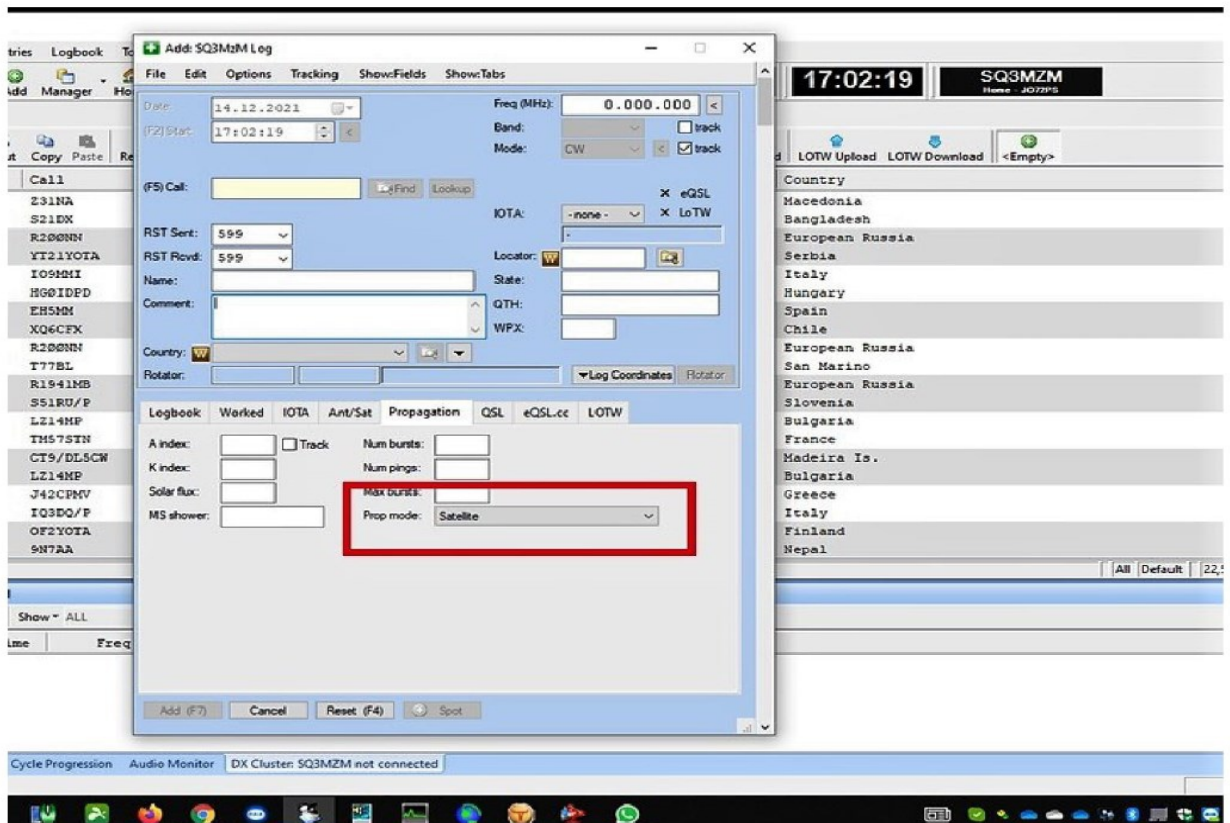 Add: SQ3MzM Log
tries Logbook
File Edit Options Tracking Show:Fields Show:Tabs
17:02:19 SQ3MZM
Home - JO72PS
Add Manager
Date: 14.12.2021 Freq (MHz): 0.000.000 <
(F2) Start: 17:02:19 < Band: track
Mode: CW < track
Copy Paste LOTW Upload LOTW Download <Empty>
Call Country
(F5) Call: Find Lookup
× eQSL
IOTA: - none - × LoTW
-
RST Sent: 599
RST Rcvd: 599 Locator: W
Name: State:
Comment: QTH:
WPX:
Country: W
Rotator: Log Coordinates Rotator
Z31NA Macedonia
S21DX Bangladesh
R200NN European Russia
YT21YOTA Serbia
IO9MMI Italy
HG0IDPD Hungary
EH5MM Spain
XQ6CFX Chile
R200NN European Russia
T77BL San Marino
R1941MB European Russia
S51RU/P Slovenia
LZ14MP Bulgaria
TM57STN France
CT9/DL5CW Madeira Is.
LZ14MP Bulgaria
J42CPMV Greece
IQ3DQ/P Italy
OF2YOTA Finland
9N7AA Nepal
Logbook Worked IOTA Ant/Sat Propagation QSL eQSL.cc LOTW
A index: Track Num bursts:
K index: Num pings:
Solar flux: Max bursts:
MS shower: Prop mode: Satellite
All Default 22,
Show ALL
Freq
Add (F7) Cancel Reset (F4) Spot
Cycle Progression Audio Monitor DX Cluster: SQ3MZM not connected